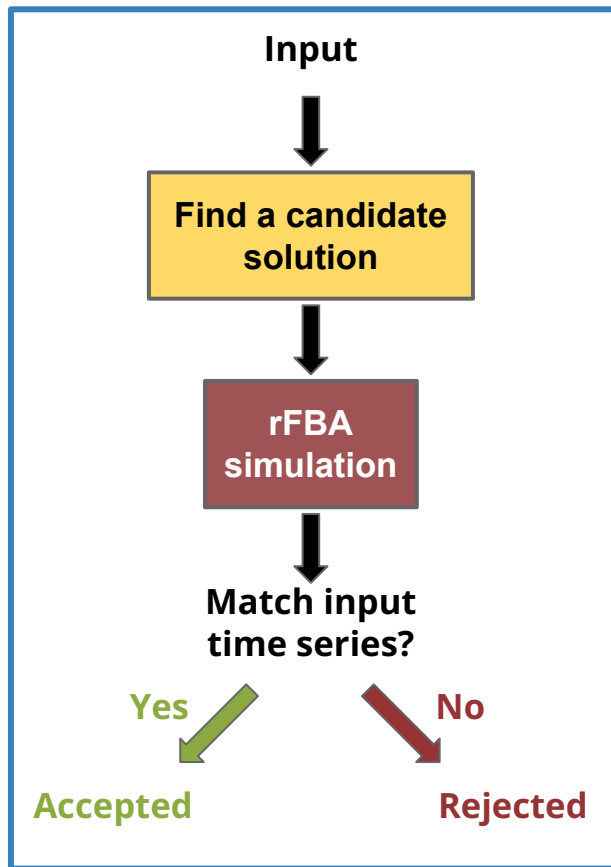 Input
Find a candidate
solution
rFBA
simulation
Match input
time series?
Yes
No
Accepted
Rejected